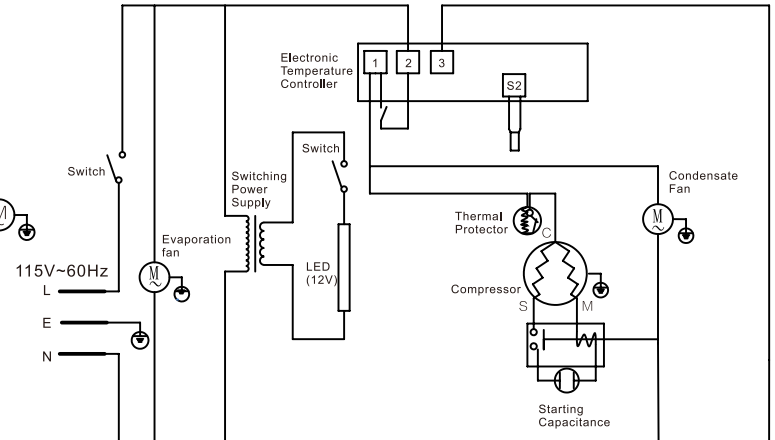 Electronic
Temperature
Controller
1
2
3
S2
Switch
Switching
Power
Supply
Switch
Condensate
Fan
M
M
Thermal
Protector
C
Evaporation
fan
M
LED
(12V)
115V~60Hz
L
Compressor
S
M
E
N
Starting
Capacitance